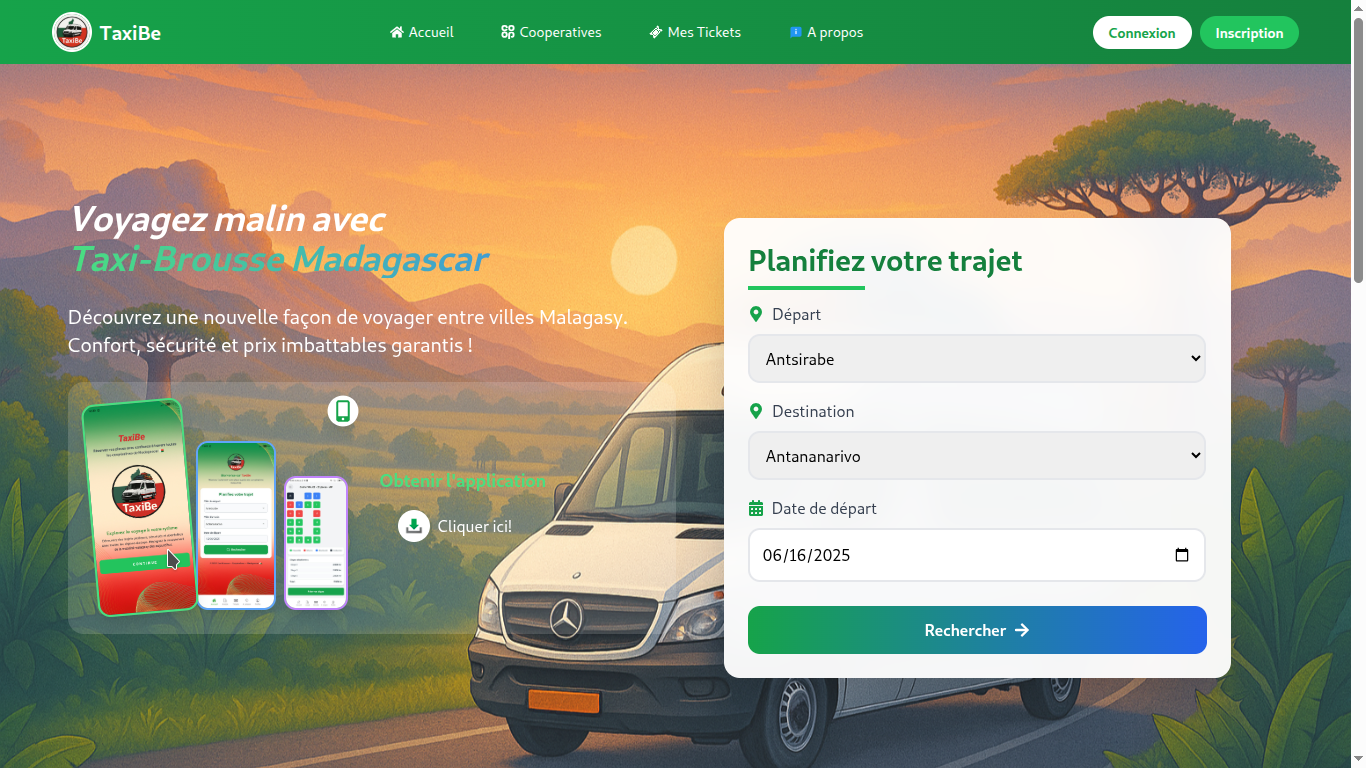 TaxiBe
Accueil
Cooperatives
Mes Tickets
A propos
Connexion
Inscription
Voyagez malin avec
Taxi-Brousse Madagascar
Découvrez une nouvelle façon de voyager entre villes Malagasy.
Confort, sécurité et prix imbattables garantis !
TaxiBe
TaxiBe
Obtenir l'application
Cliquer ici!
Planifiez votre trajet
Départ
Antsirabe
Destination
Antananarivo
Date de départ
06/16/2025
Rechercher